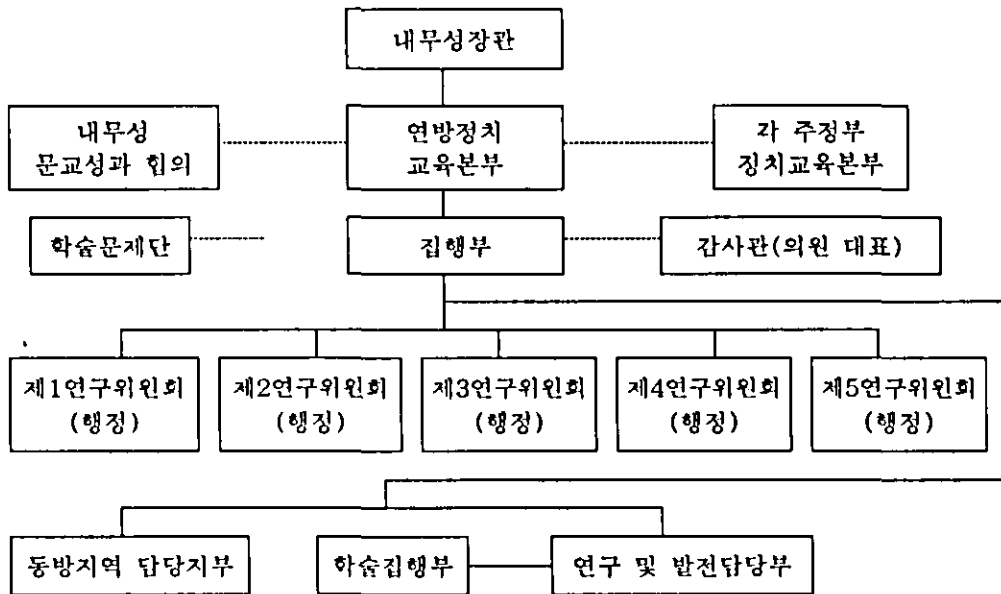 내무성장관
내무성
문교성과 협의
연방정치
교육본부
각 주정부
정치교육본부
학술문제단
집행부
감사관(의원 대표)
제1연구위원회
(행정)
제2연구위원회
(행정)
제3연구위원회
(행정)
제4연구위원회
(행정)
제5연구위원회
(행정)
동방지역 담당지부
학술집행부
연구 및 발전담당부